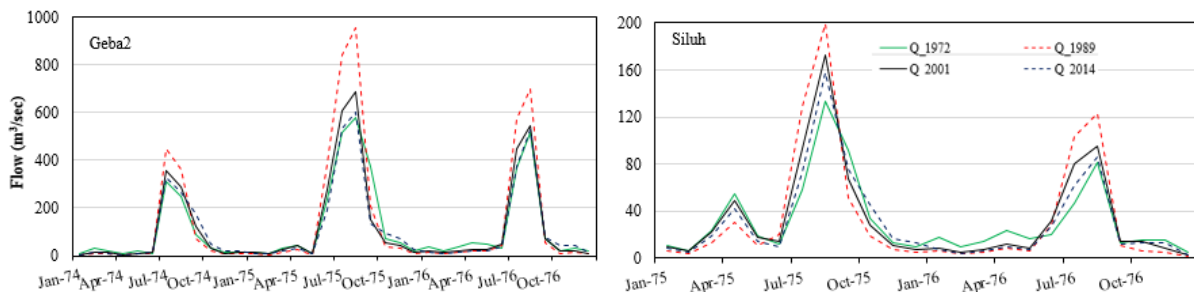 Geba2
Flow (m³/sec)
1000
800
600
400
200
0
Jan-74 Apr-74 Jul-74 Oct-74 Jan-75 Apr-75 Jul-75 Oct-75 Jan-76 Apr-76 Jul-76 Oct-76
Siluh
Q_1972 Q_1989
Q_2001 Q_2014
200
160
120
80
40
0
Jan-75 Apr-75 Jul-75 Oct-75 Jan-76 Apr-76 Jul-76 Oct-76